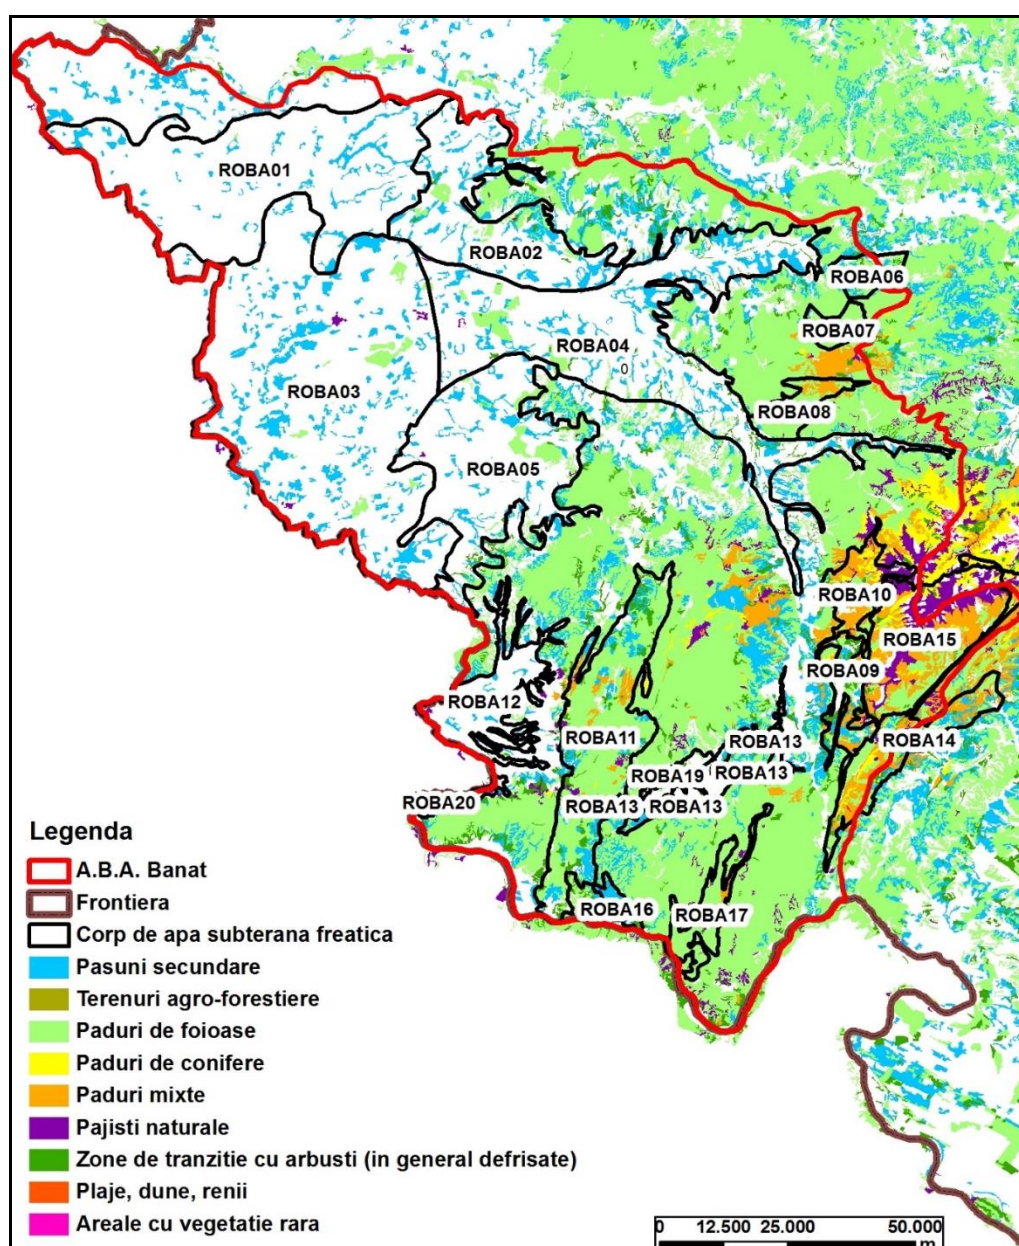 ROBA01
ROBA02
ROBA06
ROBA07
ROBA04
0
ROBA03
ROBA08
ROBA05
ROBA10
ROBA15
ROBA09
ROBA12
ROBA11
ROBA13
ROBA14
ROBA19
ROBA13
ROBA20
ROBA13
ROBA13
ROBA16
ROBA17
Legenda
A.B.A. Banat
Frontiera
Corp de apa subterana freatica
Pasuni secundare
Terenuri agro-forestiere
Paduri de foioase
Paduri de conifere
Paduri mixte
Pajisti naturale
Zone de tranzitie cu arbusti (in general defrisate)
Plaje, dune, renii
Areale cu vegetatie rara
0 12.500 25.000 50.000
m